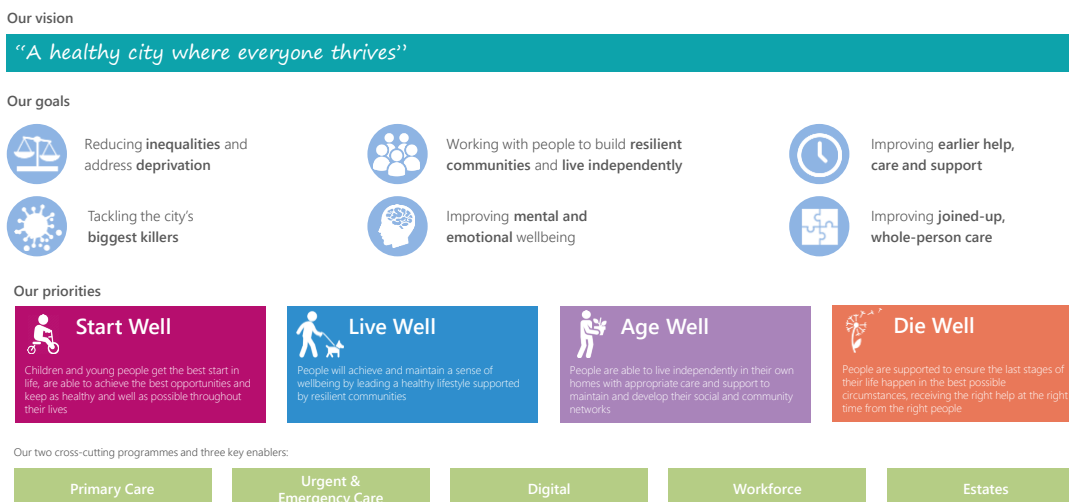 Our vision
“A healthy city where everyone thrives”
Our goals
Reducing inequalities and
address deprivation
Working with people to build resilient
communities and live independently
Improving earlier help,
care and support
Tackling the city’s
biggest killers
Improving mental and
emotional wellbeing
Improving joined-up,
whole-person care
Our priorities
Start Well
Children and young people get the best start in
life, are able to achieve the best opportunities and
keep as healthy and well as possible throughout
their lives
Live Well
People will achieve and maintain a sense of
wellbeing by leading a healthy lifestyle supported
by resilient communities
Age Well
People are able to live independently in their own
homes with appropriate care and support to
maintain and develop their social and community
networks
Die Well
People are supported to ensure the last stages of
their life happen in the best possible
circumstances, receiving the right help at the right
time from the right people
Our two cross-cutting programmes and three key enablers:
Primary Care
Urgent &
Emergency Care
Digital
Workforce
Estates